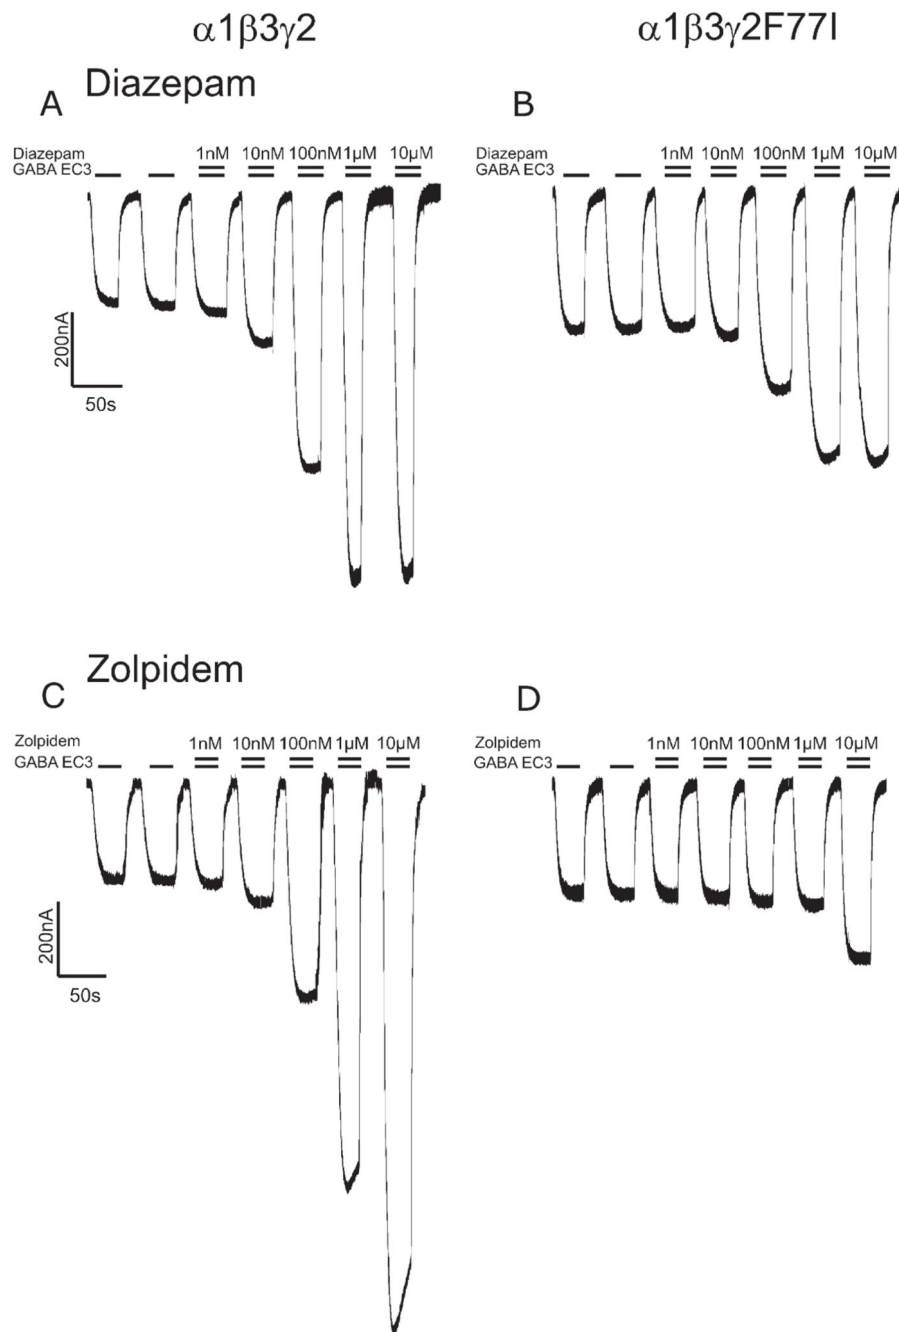 α1β3γ2
α1β3γ2F77I
Diazepam
A
B
1nM 10nM 100nM 1µM 10µM
Diazepam
GABA EC3
200nA
50s
1nM 10nM 100nM 1µM 10µM
Diazepam
GABA EC3
Zolpidem
C
D
1nM 10nM 100nM 1µM 10µM
Zolpidem
GABA EC3
200nA
50s
1nM 10nM 100nM 1µM 10µM
Zolpidem
GABA EC3